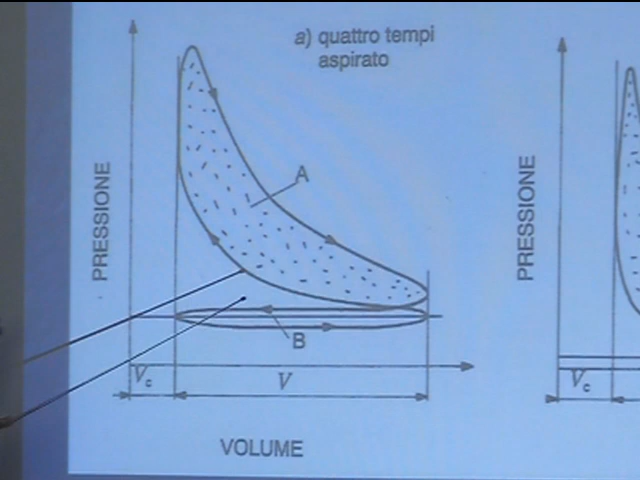 a) quattro tempi
aspirato
PRESSIONE
A
B
Vc
V
VOLUME
PRESSIONE
Vc